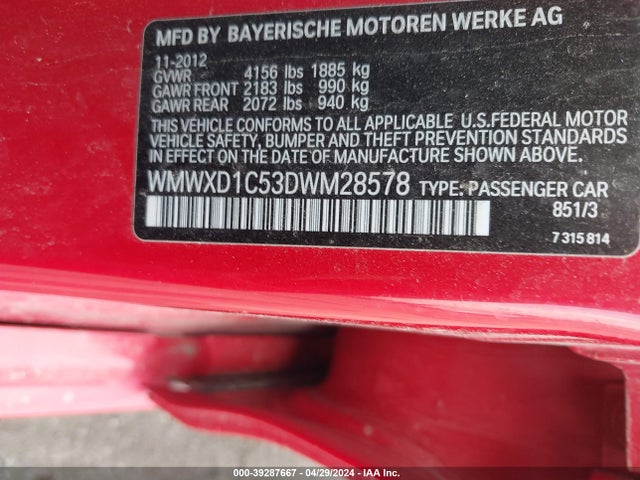 MFD BY BAYERISCHE MOTOREN WERKE AG
11-2012
GVWR 4156 lbs 1885 kg
GAWR FRONT 2183 lbs 990 kg
GAWR REAR 2072 lbs 940 kg
THIS VEHICLE CONFORMS TO ALL APPLICABLE U.S.FEDERAL MOTOR
VEHICLE SAFETY, BUMPER AND THEFT PREVENTION STANDARDS
IN EFFECT ON THE DATE OF MANUFACTURE SHOWN ABOVE.
WMWXD1C53DWM28578 TYPE: PASSENGER CAR
851/3
7 315 814
000-39287667 - 04/29/2024 - IAA Inc.